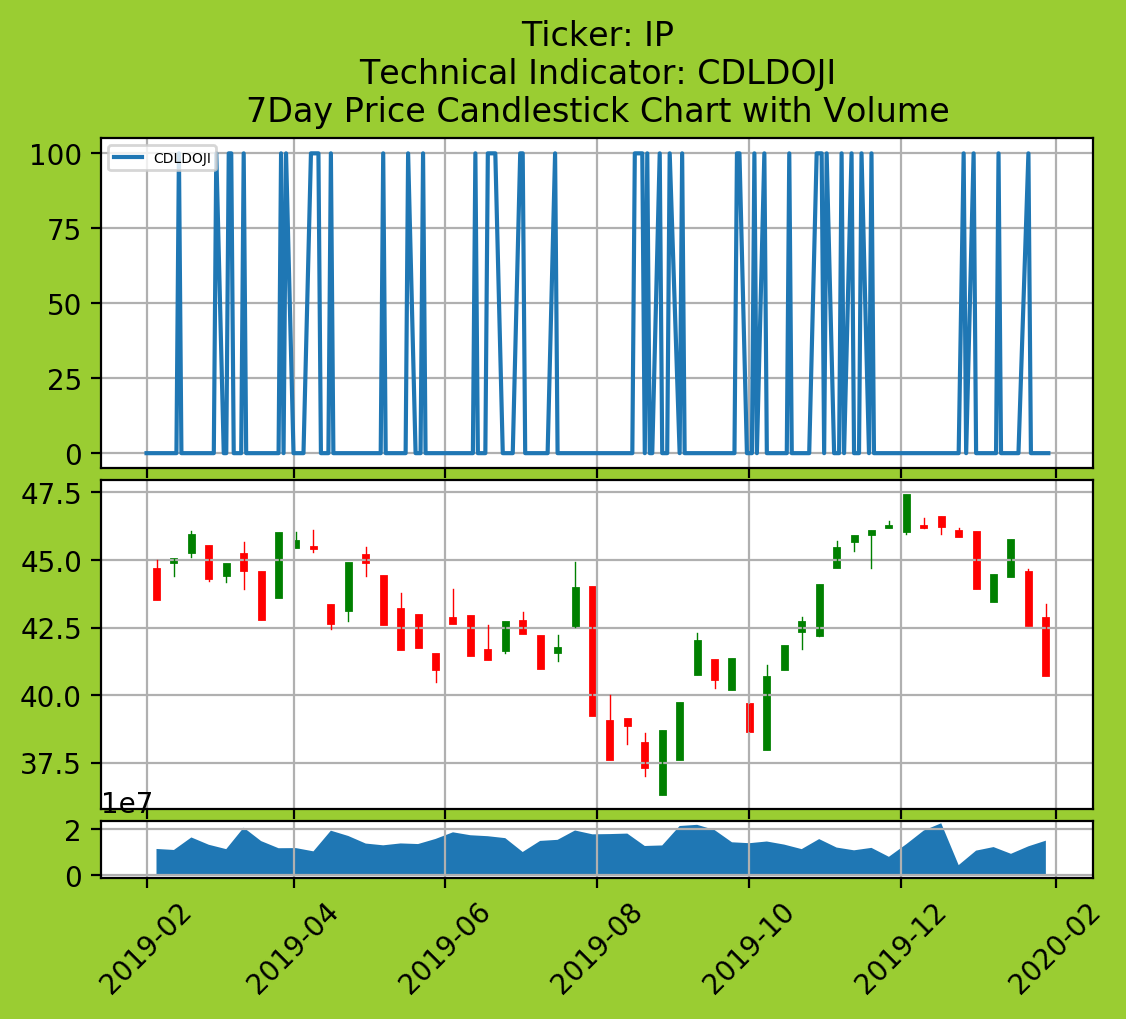 Ticker: IP
Technical Indicator: CDLDOJI
7Day Price Candlestick Chart with Volume
100
CDLDOJI
75
50
25
0
47.5
45.0
42.5
40.0
37.5
1e7
2
0
2019-02 2019-04 2019-06 2019-08 2019-10 2019-12 2020-02